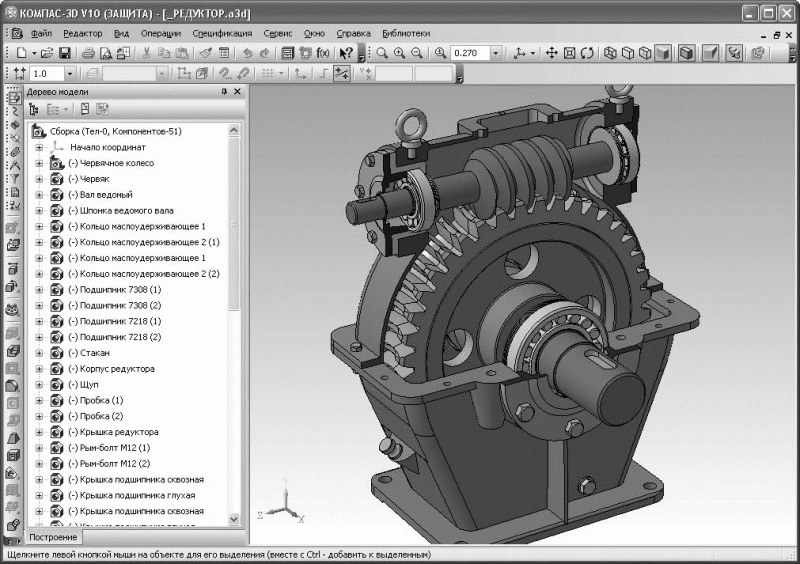 КОМПАС-3D V10 (ЗАЩИТА) - [_РЕДУКТОР.a3d]
Файл Редактор Вид Операции Спецификация Сервис Окно Справка Библиотеки
f(x) 0.270
1.0
Дерево модели
Сборка (Тел-0, Компонентов-51)
Начало координат
(-) Червячное колесо
(-) Червяк
(-) Вал ведомый
(-) Шпонка ведомого вала
(-) Кольцо маслоудерживающее 1
(-) Кольцо маслоудерживающее 2 (1)
(-) Кольцо маслоудерживающее 1
(-) Кольцо маслоудерживающее 2 (2)
(-) Подшипник 7308 (1)
(-) Подшипник 7308 (2)
(-) Подшипник 7218 (1)
(-) Подшипник 7218 (2)
(-) Стакан
(-) Корпус редуктора
(-) Щуп
(-) Пробка (1)
(-) Пробка (2)
(-) Крышка редуктора
(-) Рым-болт М12 (1)
(-) Рым-болт М12 (2)
(-) Крышка подшипника сквозная
(-) Крышка подшипника глухая
(-) Крышка подшипника сквозная
(-) Крышка подшипника глухая
Построение
Y
Z X
Щелкните левой кнопкой мыши на объекте для его выделения (вместе с Ctrl - добавить к выделенным)